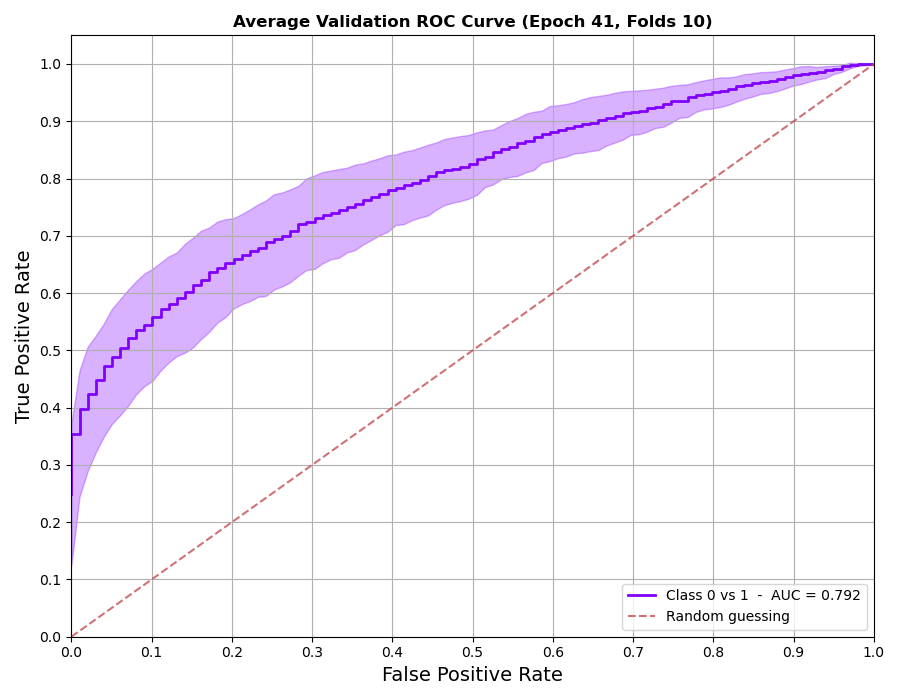 Average Validation ROC Curve (Epoch 41, Folds 10)
True Positive Rate
1.0
0.9
0.8
0.7
0.6
0.5
0.4
0.3
0.2
0.1
0.0
Class 0 vs 1 - AUC = 0.792
Random guessing
0.0 0.1 0.2 0.3 0.4 0.5 0.6 0.7 0.8 0.9 1.0
False Positive Rate